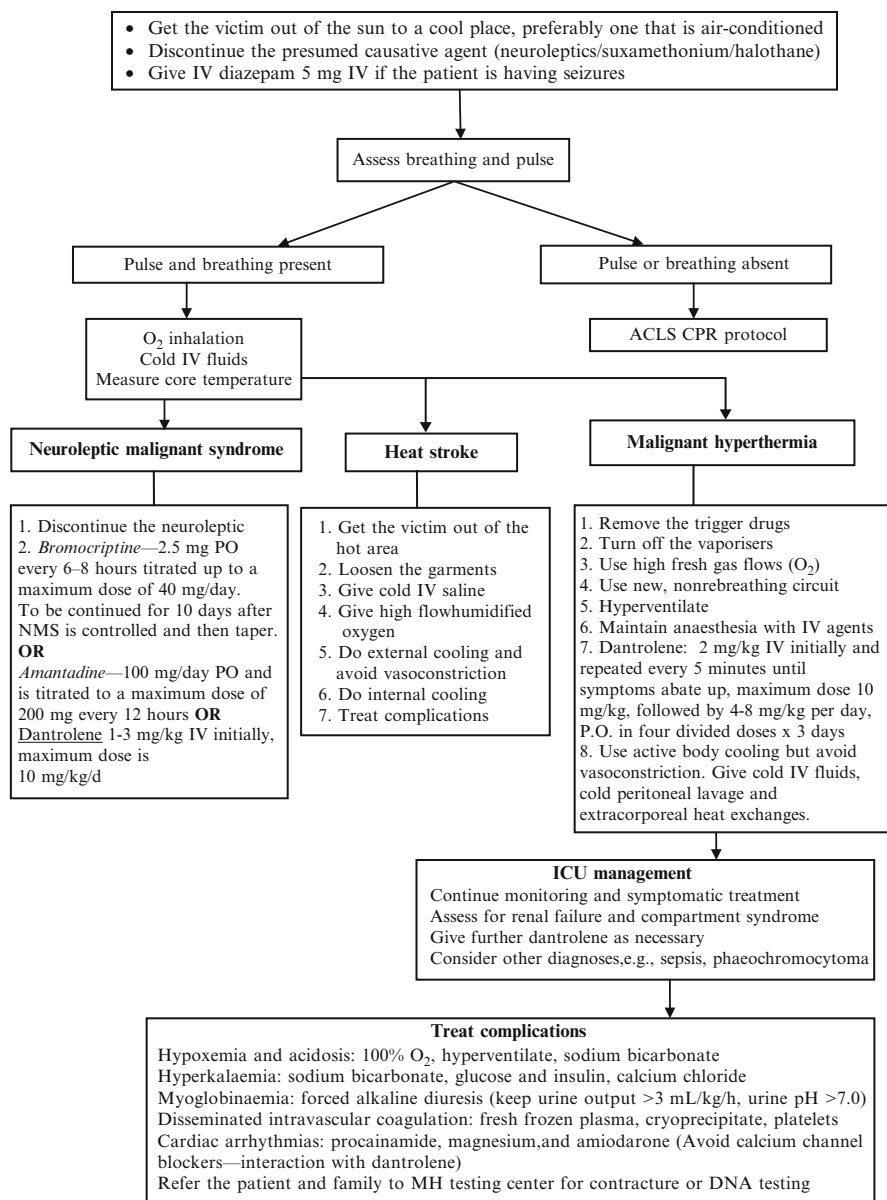 • Get the victim out of the sun to a cool place, preferably one that is air-conditioned
• Discontinue the presumed causative agent (neuroleptics/suxamethonium/halothane)
• Give IV diazepam 5 mg IV if the patient is having seizures
Assess breathing and pulse
Pulse and breathing present
Pulse or breathing absent
O₂ inhalation
Cold IV fluids
Measure core temperature
ACLS CPR protocol
Neuroleptic malignant syndrome
Heat stroke
Malignant hyperthermia
1. Discontinue the neuroleptic
2. Bromocriptine—2.5 mg PO
every 6–8 hours titrated up to a
maximum dose of 40 mg/day.
To be continued for 10 days after
NMS is controlled and then taper.
OR
Amantadine—100 mg/day PO and
is titrated to a maximum dose of
200 mg every 12 hours OR
Dantrolene 1-3 mg/kg IV initially,
maximum dose is
10 mg/kg/d
1. Get the victim out of the
hot area
2. Loosen the garments
3. Give cold IV saline
4. Give high flowhumidified
oxygen
5. Do external cooling and
avoid vasoconstriction
6. Do internal cooling
7. Treat complications
1. Remove the trigger drugs
2. Turn off the vaporisers
3. Use high fresh gas flows (O₂)
4. Use new, nonrebreathing circuit
5. Hyperventilate
6. Maintain anaesthesia with IV agents
7. Dantrolene: 2 mg/kg IV initially and
repeated every 5 minutes until
symptoms abate up, maximum dose 10
mg/kg, followed by 4-8 mg/kg per day,
P.O. in four divided doses x 3 days
8. Use active body cooling but avoid
vasoconstriction. Give cold IV fluids,
cold peritoneal lavage and
extracorporeal heat exchanges.
ICU management
Continue monitoring and symptomatic treatment
Assess for renal failure and compartment syndrome
Give further dantrolene as necessary
Consider other diagnoses,e.g., sepsis, phaeochromocytoma
Treat complications
Hypoxemia and acidosis: 100% O₂, hyperventilate, sodium bicarbonate
Hyperkalaemia: sodium bicarbonate, glucose and insulin, calcium chloride
Myoglobinaemia: forced alkaline diuresis (keep urine output >3 mL/kg/h, urine pH >7.0)
Disseminated intravascular coagulation: fresh frozen plasma, cryoprecipitate, platelets
Cardiac arrhythmias: procainamide, magnesium,and amiodarone (Avoid calcium channel
blockers—interaction with dantrolene)
Refer the patient and family to MH testing center for contracture or DNA testing